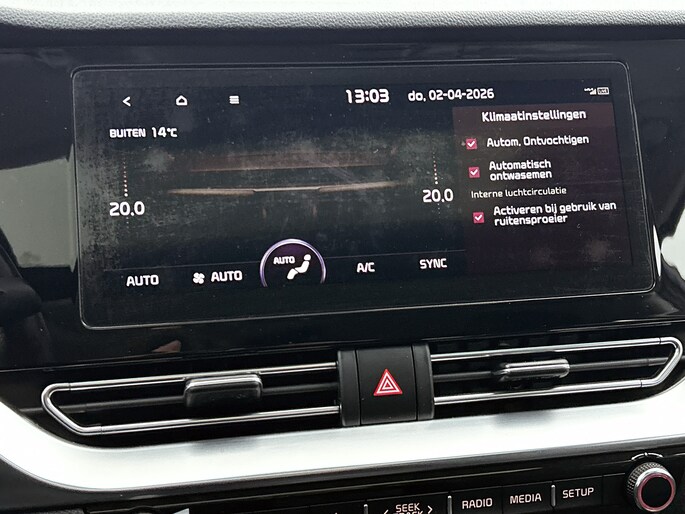 13:03 do, 02-04-2026
BUITEN 14°C
Klimaatinstellingen
Autom. Ontvochtigen
Automatisch
ontwasemen
Interne luchtcirculatie
Activeren bij gebruik van
ruitensproeier
20.0
20.0
AUTO
AUTO
AUTO
A/C
SYNC
SEEK
RADIO
MEDIA
SETUP